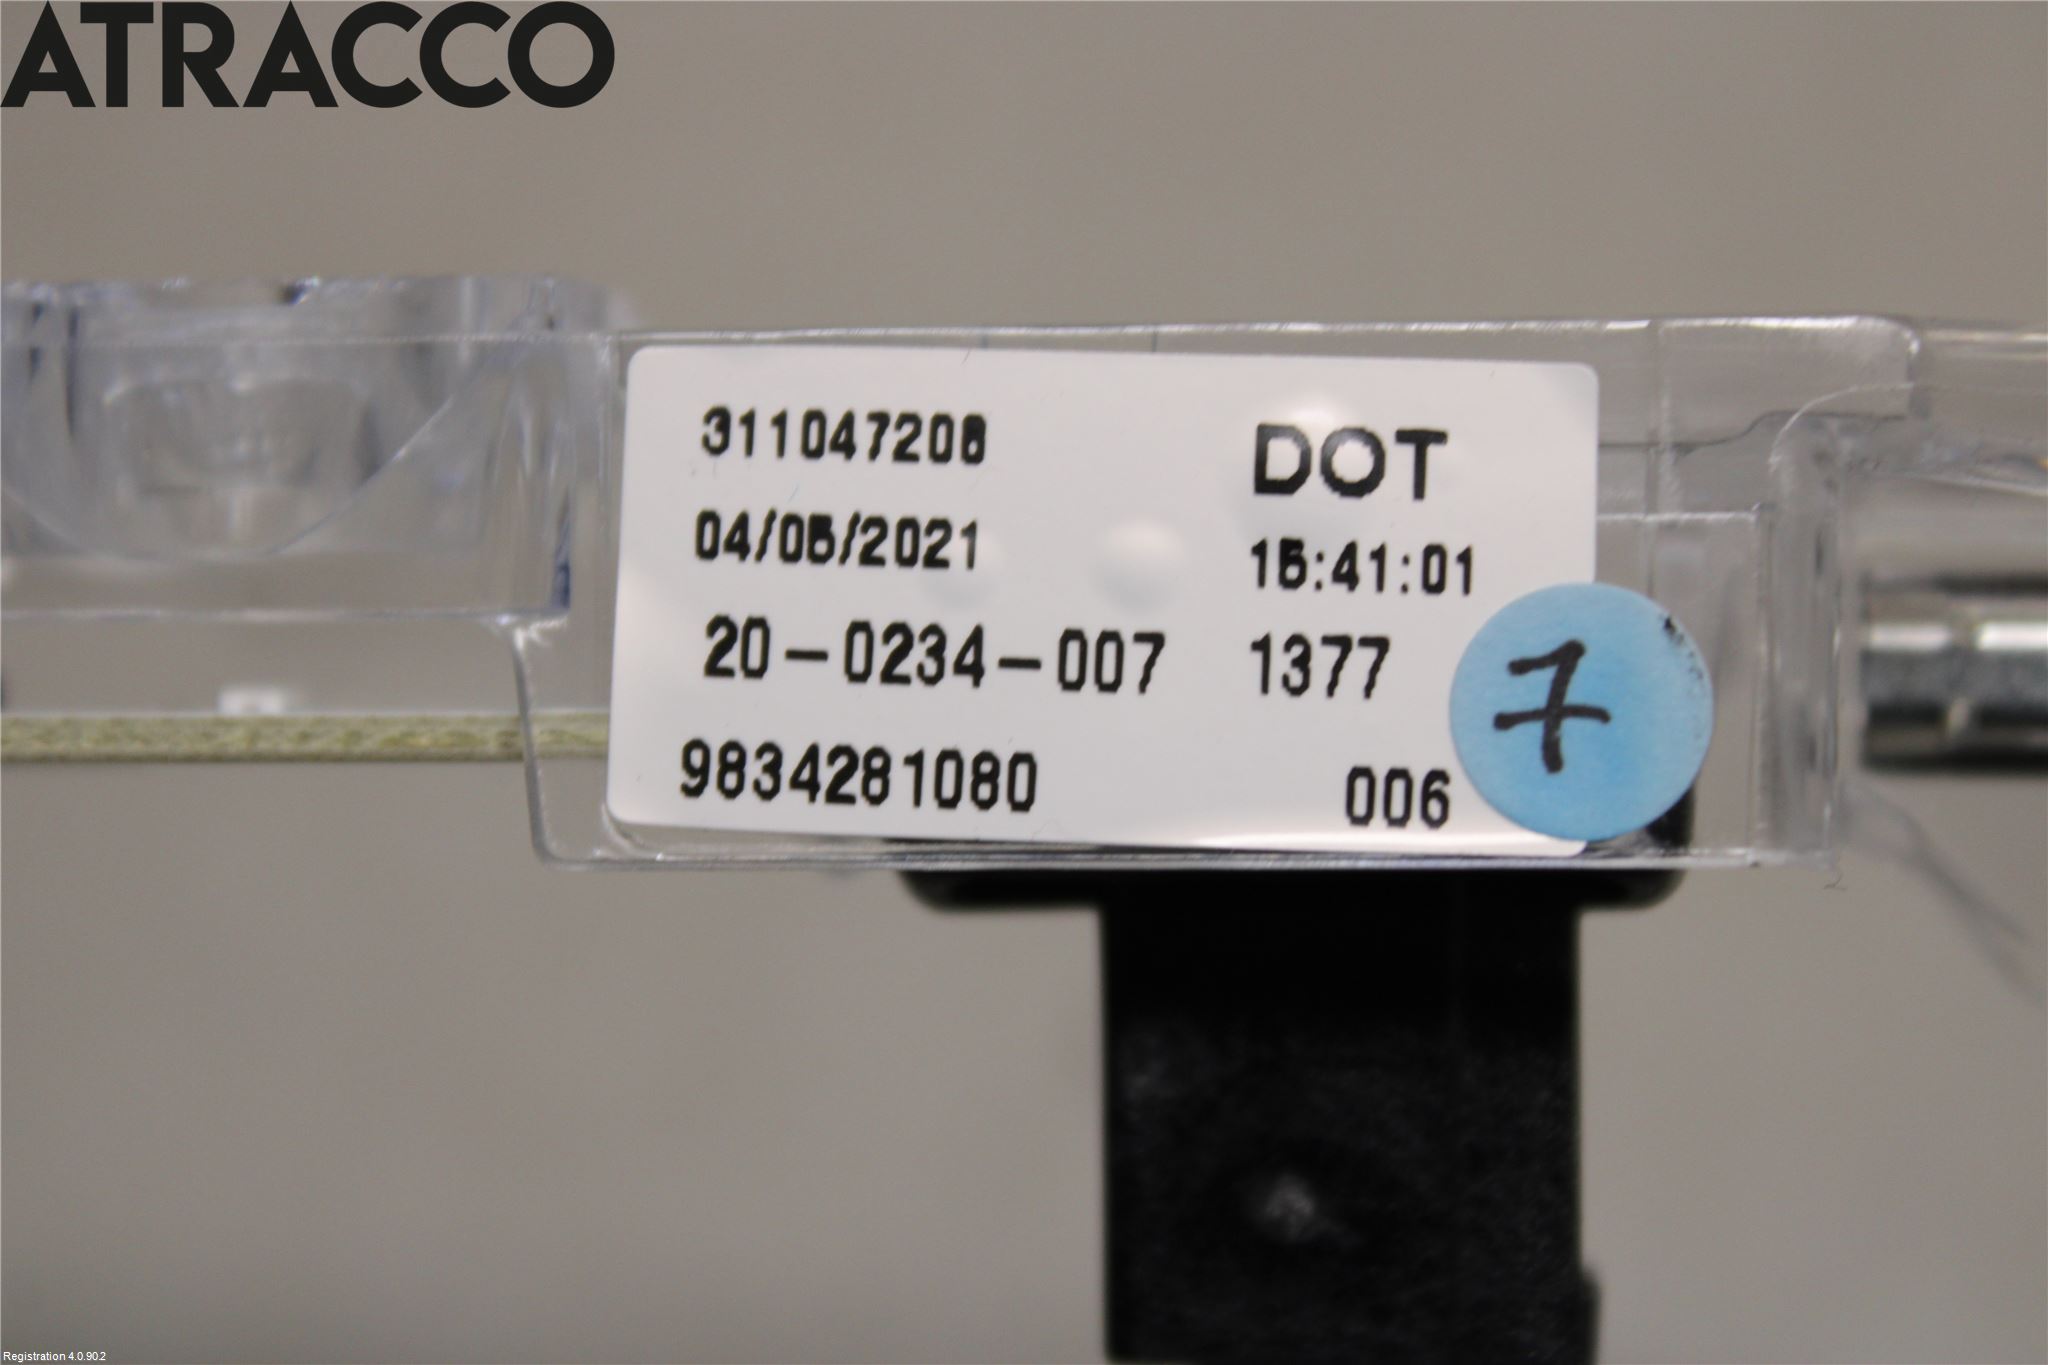 ATRACCO
311047206 DOT
04/05/2021 15:41:01
20-0234-007 1377
7
9834281080 006
Registration 4.0.90.2